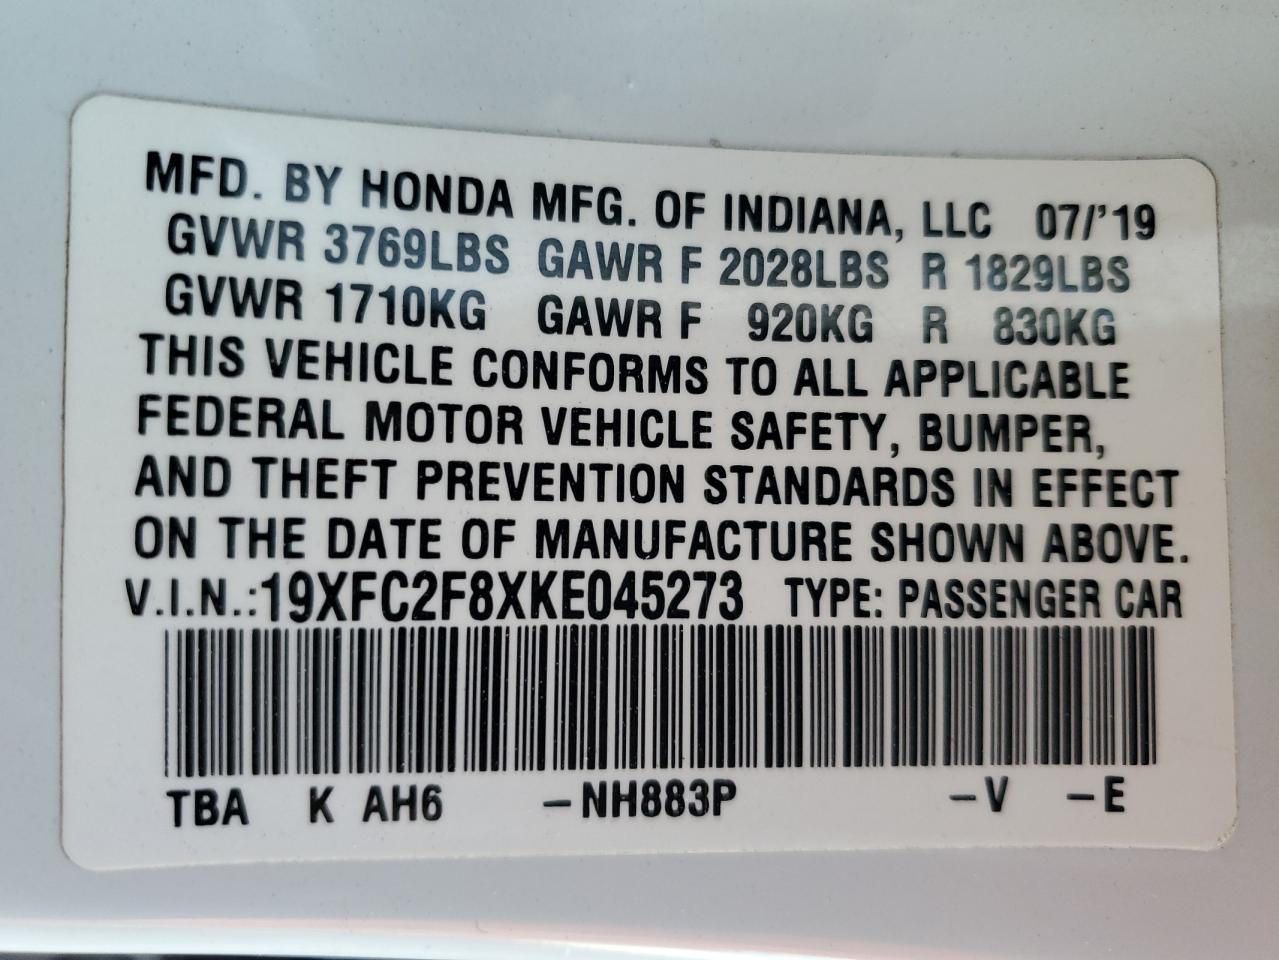 MFD. BY HONDA MFG. OF INDIANA, LLC 07/'19
GVWR 3769LBS GAWR F 2028LBS R 1829LBS
GVWR 1710KG GAWR F 920KG R 830KG
THIS VEHICLE CONFORMS TO ALL APPLICABLE
FEDERAL MOTOR VEHICLE SAFETY, BUMPER,
AND THEFT PREVENTION STANDARDS IN EFFECT
ON THE DATE OF MANUFACTURE SHOWN ABOVE.
V.I.N.:19XFC2F8XKE045273 TYPE: PASSENGER CAR
TBA K AH6 –NH883P –V –E